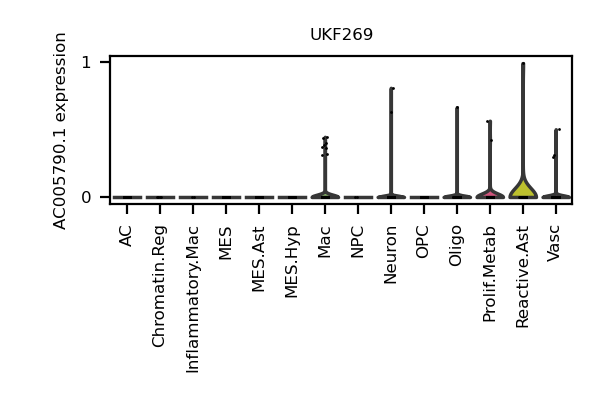 UKF269
AC005790.1 expression
1
0
AC
Chromatin.Reg
Inflammatory.Mac
MES
MES.Ast
MES.Hyp
Mac
NPC
Neuron
OPC
Oligo
Prolif.Metab
Reactive.Ast
Vasc